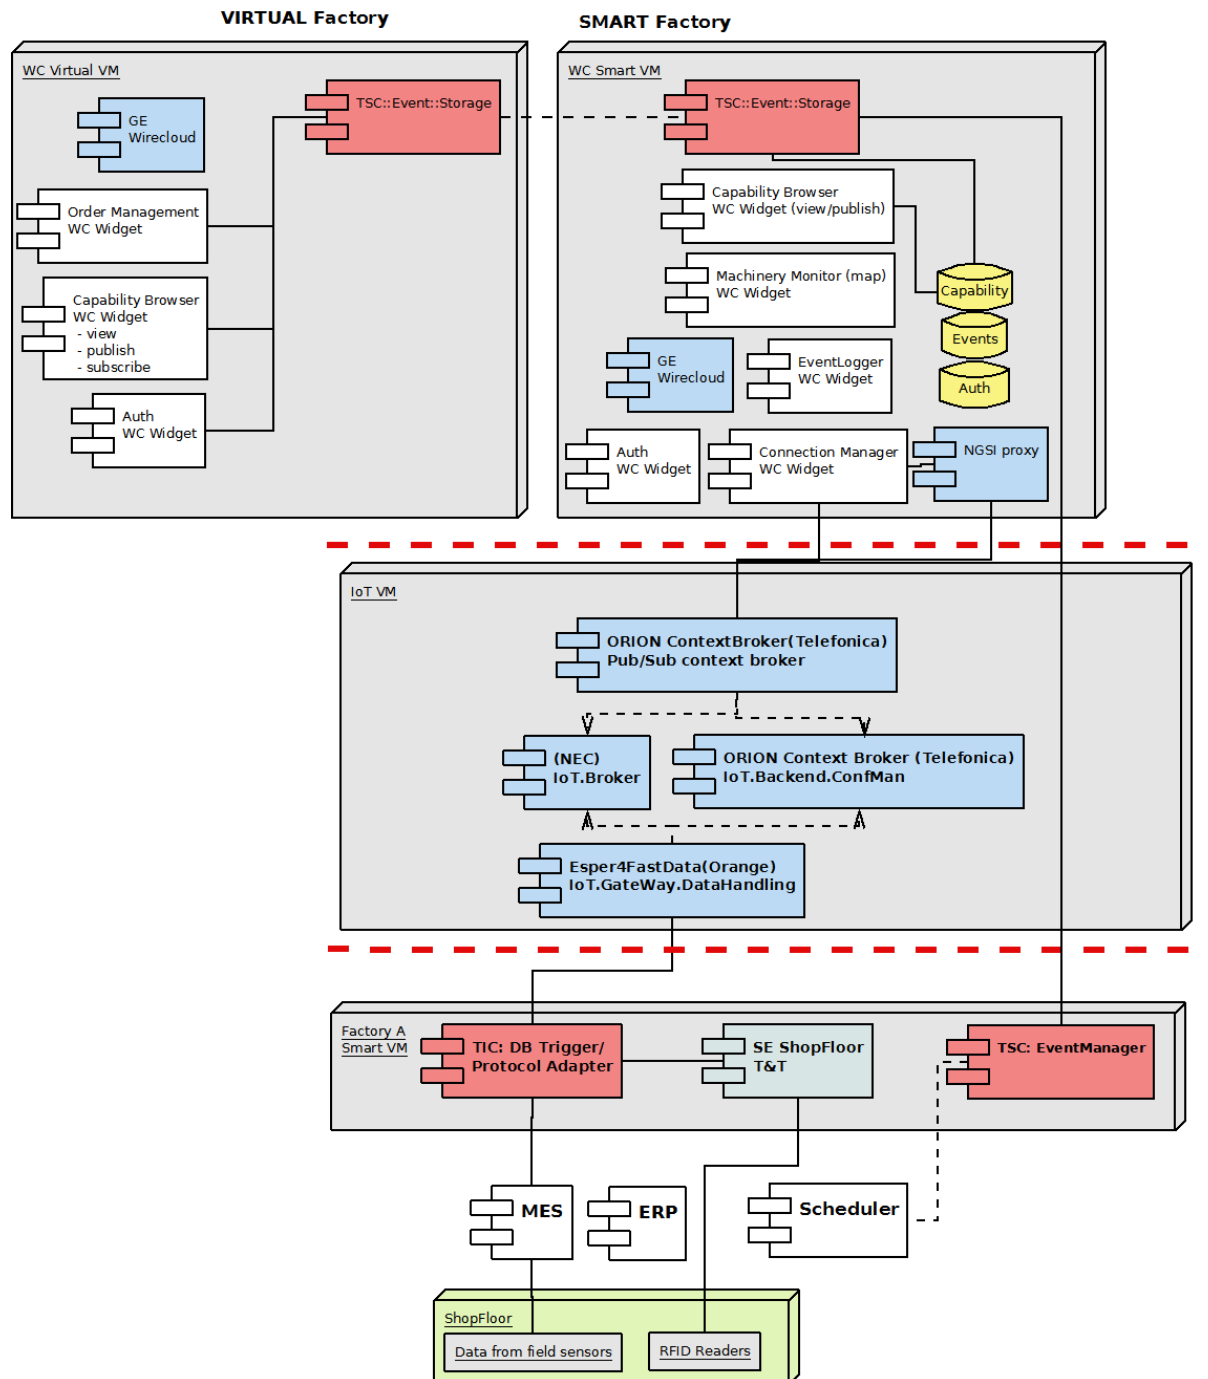 VIRTUAL Factory
SMART Factory
WC Virtual VM
TSC::Event::Storage
GE
Wirecloud
Order Management
WC Widget
Capability Browser
WC Widget
- view
- publish
- subscribe
Auth
WC Widget
WC Smart VM
TSC::Event::Storage
Capability Browser
WC Widget (view/publish)
Machinery Monitor (map)
WC Widget
Capability
Events
Auth
GE
Wirecloud
EventLogger
WC Widget
Auth
WC Widget
Connection Manager
WC Widget
NGSI proxy
IoT VM
ORION ContextBroker(Telefonica)
Pub/Sub context broker
(NEC)
IoT.Broker
ORION Context Broker (Telefonica)
IoT.Backend.ConfMan
Esper4FastData(Orange)
IoT.GateWay.DataHandling
Factory A
Smart VM
TIC: DB Trigger/
Protocol Adapter
SE ShopFloor
T&T
TSC: EventManager
MES
ERP
Scheduler
ShopFloor
Data from field sensors
RFID Readers